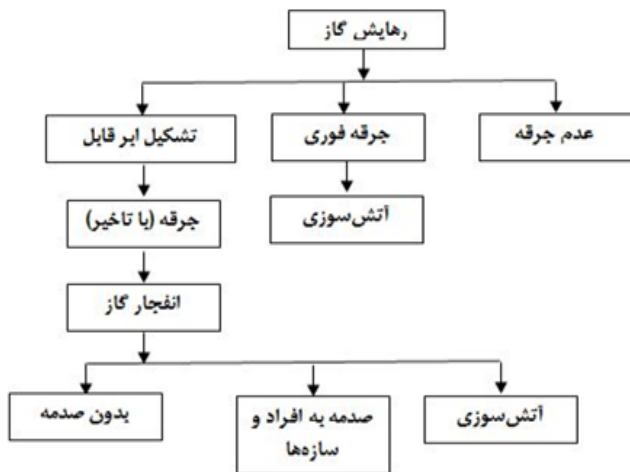 رهایش گاز
عدم جرقه
جرقه فوری
تشکیل ابر قابل
آتش‌سوزی
جرقه (با تاخیر)
انفجار گاز
آتش‌سوزی
صدمه به افراد و
سازه‌ها
بدون صدمه